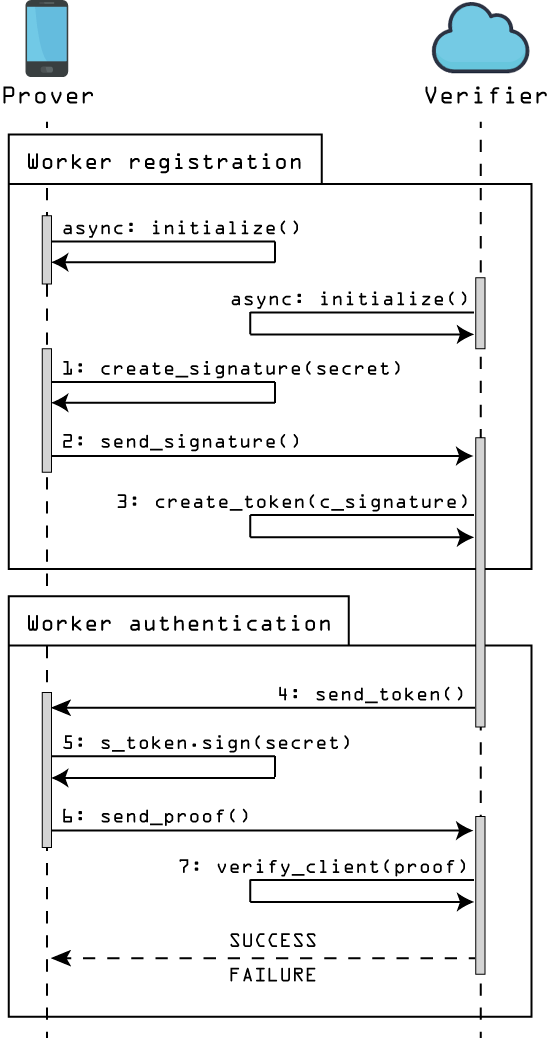 Prover
Verifier
Worker registration
async: initialize()
async: initialize()
1: create_signature(secret)
2: send_signature()
3: create_token(c_signature)
Worker authentication
4: send_token()
5: s_token.sign(secret)
6: send_proof()
7: verify_client(proof)
SUCCESS
FAILURE